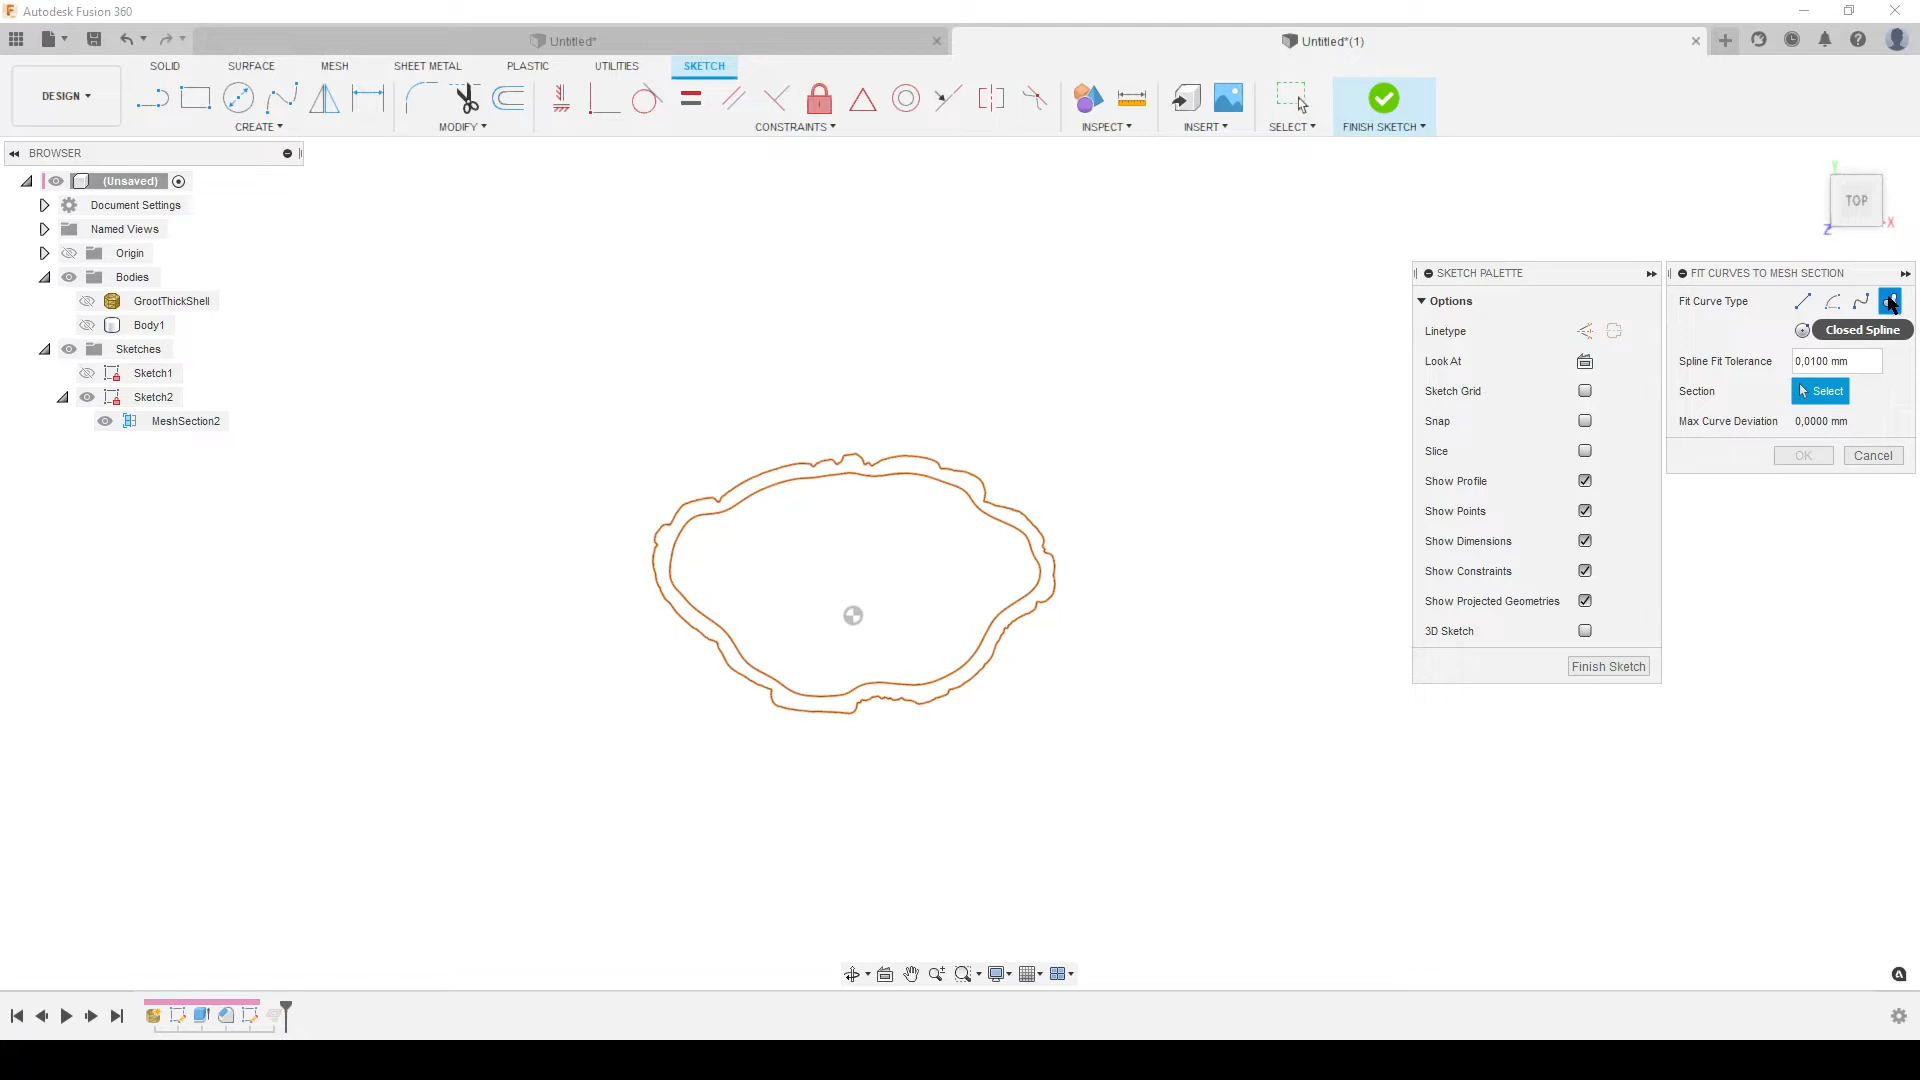 Autodesk Fusion 360
Untitled*
Untitled*(1)
SOLID
SURFACE
MESH
SHEET METAL
PLASTIC
UTILITIES
SKETCH
DESIGN
CREATE
MODIFY
CONSTRAINTS
INSPECT
INSERT
SELECT
FINISH SKETCH
BROWSER
(Unsaved)
Document Settings
Named Views
Origin
Bodies
GrootThickShell
Body1
Sketches
Sketch1
Sketch2
MeshSection2
Y
TOP
X
Z
SKETCH PALETTE
Options
Linetype
Look At
Sketch Grid
Snap
Slice
Show Profile
Show Points
Show Dimensions
Show Constraints
Show Projected Geometries
3D Sketch
Finish Sketch
FIT CURVES TO MESH SECTION
Fit Curve Type
Closed Spline
Spline Fit Tolerance
0,0100 mm
Section
Select
Max Curve Deviation
0,0000 mm
OK
Cancel